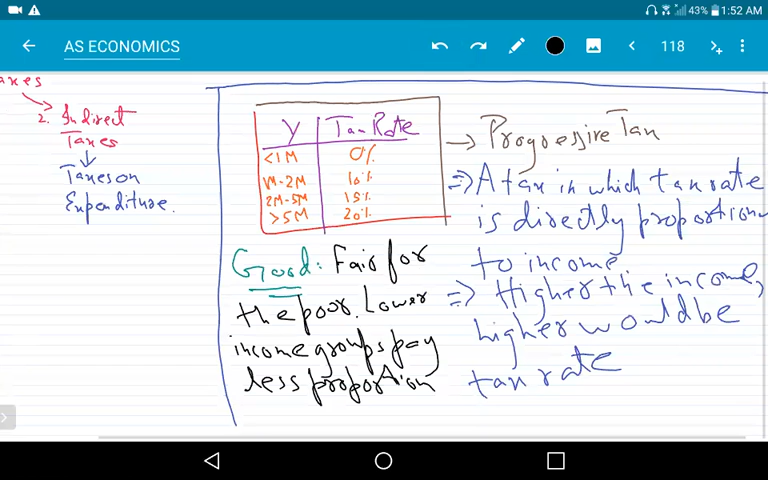 43% 1:52 AM
AS ECONOMICS
118
axes
2. Indirect
Taxes
Taxes on
Expenditure.
Y Tax Rate
<1M 0%
1M-2M 10%
2M-5M 15%
>5M 20%
Good: Fair for
the poor. Lower
income groups pay
less proportion
→ Progressive Tax
⇒ A tax in which tax rate
is directly proportion
to income
⇒ Higher the income,
higher would be
tax rate